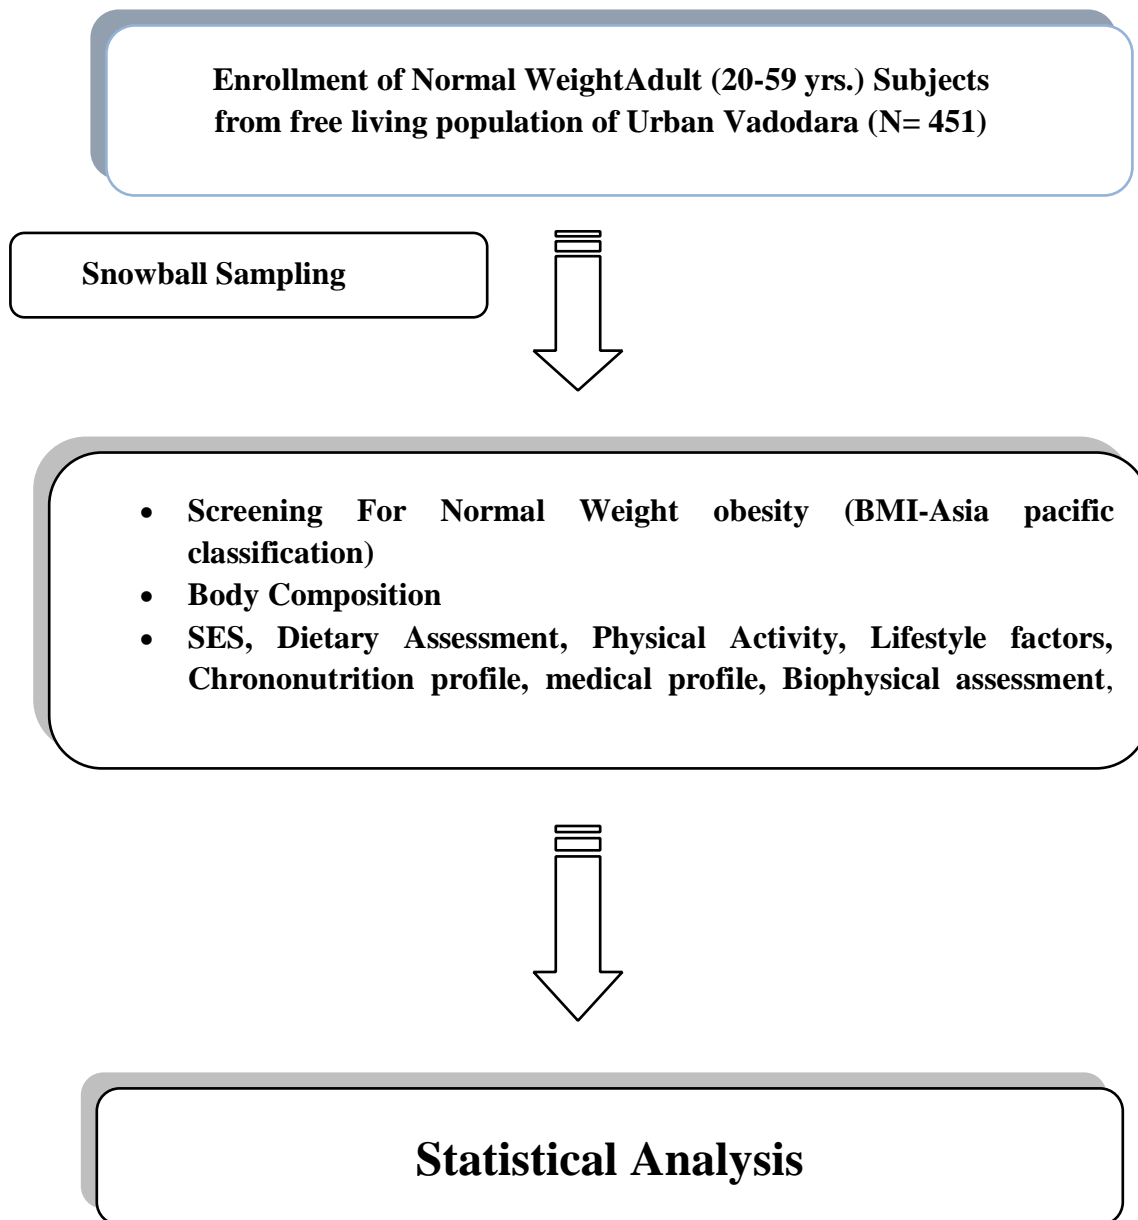 Enrollment of Normal WeightAdult (20-59 yrs.) Subjects
from free living population of Urban Vadodara (N= 451)
Snowball Sampling
• Screening For Normal Weight obesity (BMI-Asia pacific
classification)
• Body Composition
• SES, Dietary Assessment, Physical Activity, Lifestyle factors,
Chrononutrition profile, medical profile, Biophysical assessment,
Statistical Analysis